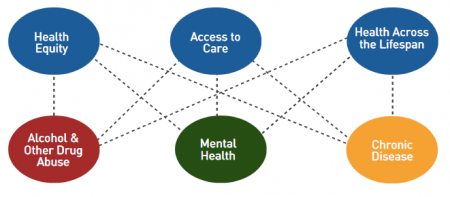 Health
Equity
Access to
Care
Health Across
the Lifespan
Alcohol &
Other Drug
Abuse
Mental
Health
Chronic
Disease